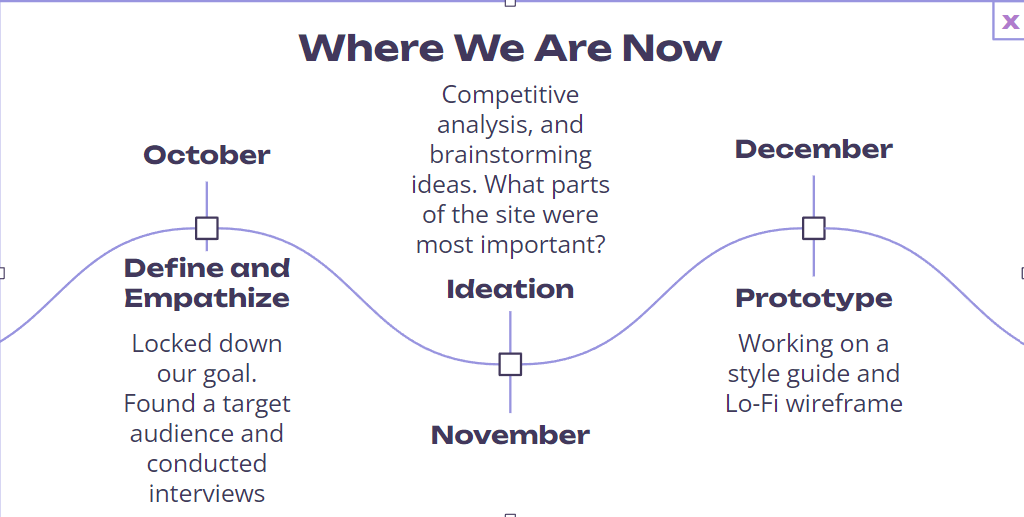 x
Where We Are Now
October
Define and
Empathize
Locked down
our goal.
Found a target
audience and
conducted
interviews
Competitive
analysis, and
brainstorming
ideas. What parts
of the site were
most important?
Ideation
November
December
Prototype
Working on a
style guide and
Lo-Fi wireframe